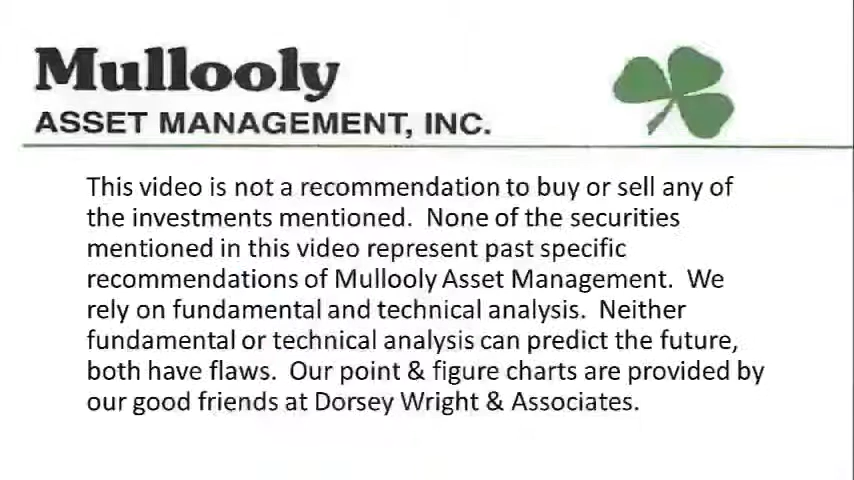 Mullooly
ASSET MANAGEMENT, INC.
This video is not a recommendation to buy or sell any of
the investments mentioned.  None of the securities
mentioned in this video represent past specific
recommendations of Mullooly Asset Management.  We
rely on fundamental and technical analysis.  Neither
fundamental or technical analysis can predict the future,
both have flaws.  Our point & figure charts are provided by
our good friends at Dorsey Wright & Associates.